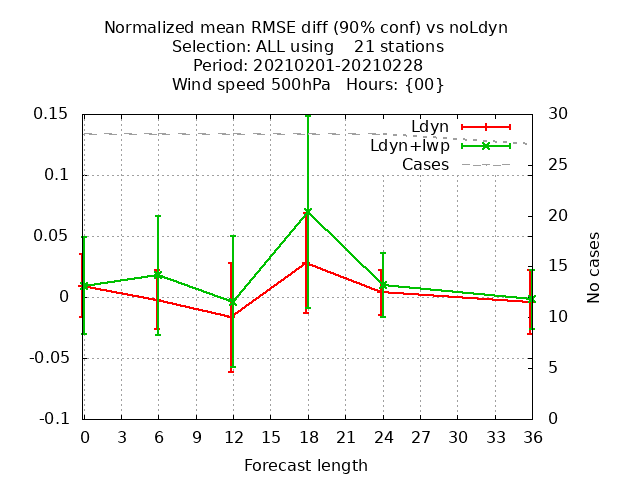 Normalized mean RMSE diff (90% conf) vs noLdyn
Selection: ALL using    21 stations
Period: 20210201-20210228
Wind speed 500hPa   Hours: {00}
0.15
0.1
0.05
0
-0.05
-0.1
30
25
20
15
10
5
0
No cases
Ldyn
Ldyn+lwp
Cases
0 3 6 9 12 15 18 21 24 27 30 33 36
Forecast length